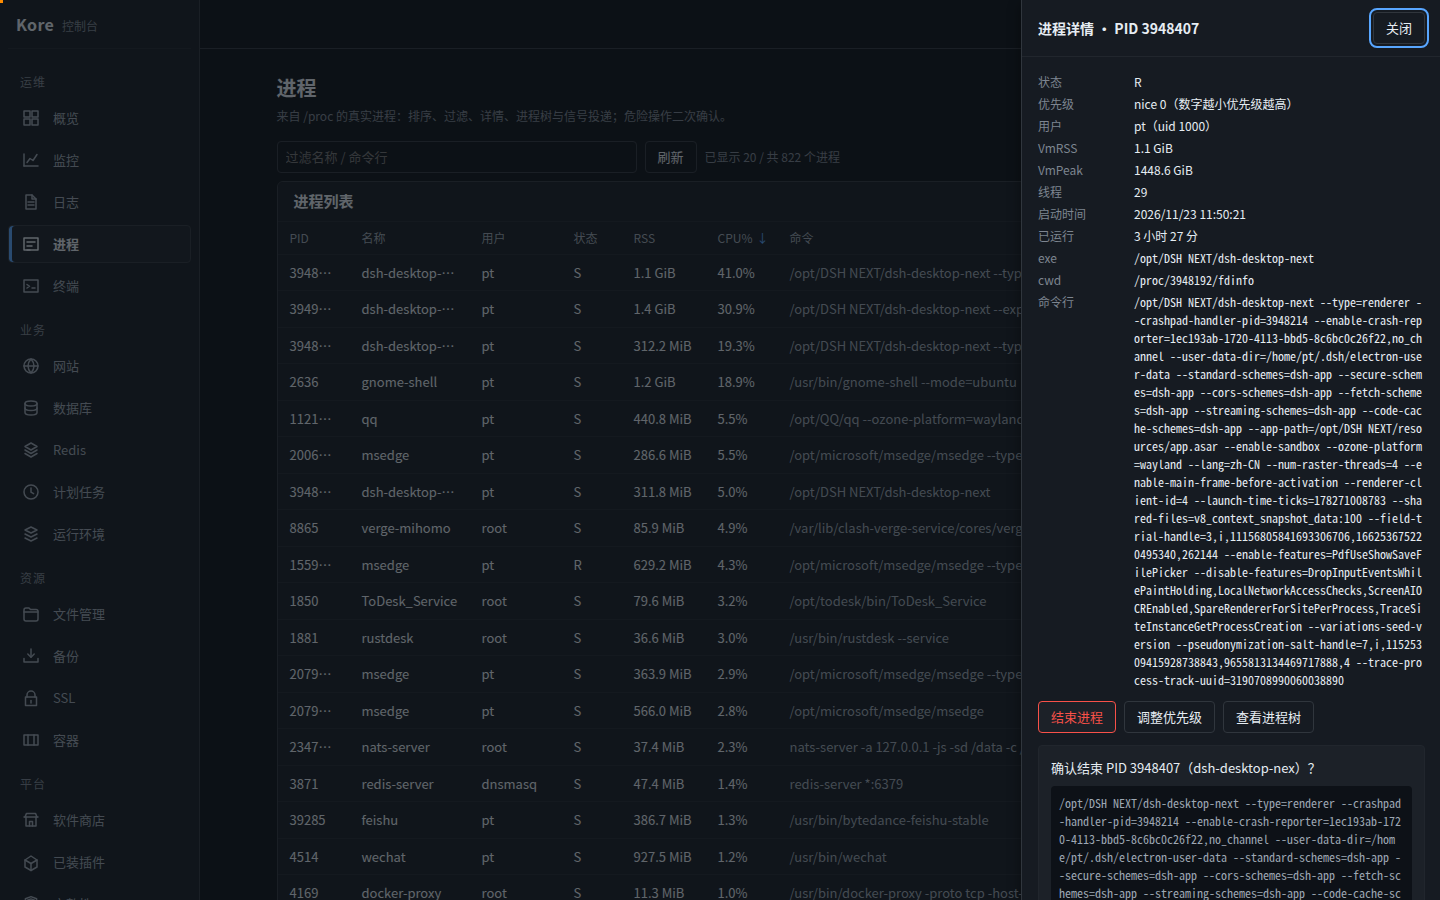 Kore 控制台
运维
概览
监控
日志
进程
终端
业务
网站
数据库
Redis
计划任务
运行环境
资源
文件管理
备份
SSL
容器
平台
软件商店
已装插件
进程
来自 /proc 的真实进程：排序、过滤、详情、进程树与信号投递；危险操作二次确认。
过滤名称 / 命令行
刷新
已显示 20 / 共 822 个进程
进程列表
PID 名称 用户 状态 RSS CPU% ↓ 命令
3948··· dsh-desktop-··· pt S 1.1 GiB 41.0% /opt/DSH NEXT/dsh-desktop-next --typ
3949··· dsh-desktop-··· pt S 1.4 GiB 30.9% /opt/DSH NEXT/dsh-desktop-next --exp
3948··· dsh-desktop-··· pt S 312.2 MiB 19.3% /opt/DSH NEXT/dsh-desktop-next --typ
2636 gnome-shell pt S 1.2 GiB 18.9% /usr/bin/gnome-shell --mode=ubuntu
1121··· qq pt S 440.8 MiB 5.5% /opt/QQ/qq --ozone-platform=wayland
2006··· msedge pt S 286.6 MiB 5.5% /opt/microsoft/msedge/msedge --type
3948··· dsh-desktop-··· pt S 311.8 MiB 5.0% /opt/DSH NEXT/dsh-desktop-next
8865 verge-mihomo root S 85.9 MiB 4.9% /var/lib/clash-verge-service/cores/verg
1559··· msedge pt R 629.2 MiB 4.3% /opt/microsoft/msedge/msedge --type
1850 ToDesk_Service root S 79.6 MiB 3.2% /opt/todesk/bin/ToDesk_Service
1881 rustdesk root S 36.6 MiB 3.0% /usr/bin/rustdesk --service
2079··· msedge pt S 363.9 MiB 2.9% /opt/microsoft/msedge/msedge --type
2079··· msedge pt S 566.0 MiB 2.8% /opt/microsoft/msedge/msedge
2347··· nats-server root S 37.4 MiB 2.3% nats-server -a 127.0.0.1 -js -sd /data -c
3871 redis-server dnsmasq S 47.4 MiB 1.4% redis-server *:6379
39285 feishu pt S 386.7 MiB 1.3% /usr/bin/bytedance-feishu-stable
4514 wechat pt S 927.5 MiB 1.2% /usr/bin/wechat
4169 docker-proxy root S 11.3 MiB 1.0% /usr/bin/docker-proxy -proto tcp -host-
进程详情 · PID 3948407
关闭
状态 R
优先级 nice 0（数字越小优先级越高）
用户 pt（uid 1000）
VmRSS 1.1 GiB
VmPeak 1448.6 GiB
线程 29
启动时间 2026/11/23 11:50:21
已运行 3 小时 27 分
exe /opt/DSH NEXT/dsh-desktop-next
cwd /proc/3948192/fdinfo
命令行 /opt/DSH NEXT/dsh-desktop-next --type=renderer -
-crashpad-handler-pid=3948214 --enable-crash-rep
orter=1ec193ab-1720-4113-bbd5-8c6bc0c26f22,no_ch
annel --user-data-dir=/home/pt/.dsh/electron-use
r-data --standard-schemes=dsh-app --secure-schem
es=dsh-app --cors-schemes=dsh-app --fetch-scheme
s=dsh-app --streaming-schemes=dsh-app --code-cac
he-schemes=dsh-app --app-path=/opt/DSH NEXT/reso
urces/app.asar --enable-sandbox --ozone-platform
=wayland --lang=zh-CN --num-raster-threads=4 --e
nable-main-frame-before-activation --renderer-cl
ient-id=4 --launch-time-ticks=178271008783 --sha
red-files=v8_context_snapshot_data:100 --field-t
rial-handle=3,i,11156805841693306706,16625367522
0495340,262144 --enable-features=PdfUseShowSaveF
ilePicker --disable-features=DropInputEventsWhil
ePaintHolding,LocalNetworkAccessChecks,ScreenAIO
CREnabled,SpareRendererForSitePerProcess,TraceSi
teInstanceGetProcessCreation --variations-seed-v
ersion --pseudonymization-salt-handle=7,i,115253
09415928738843,9655813134469717888,4 --trace-pro
cess-track-uuid=3190708990060038890
结束进程
调整优先级
查看进程树
确认结束 PID 3948407（dsh-desktop-nex）？
/opt/DSH NEXT/dsh-desktop-next --type=renderer --crashpad
-handler-pid=3948214 --enable-crash-reporter=1ec193ab-172
0-4113-bbd5-8c6bc0c26f22,no_channel --user-data-dir=/hom
e/pt/.dsh/electron-user-data --standard-schemes=dsh-app -
-secure-schemes=dsh-app --cors-schemes=dsh-app --fetch-sc
hemes=dsh-app --streaming-schemes=dsh-app --code-cache-sc